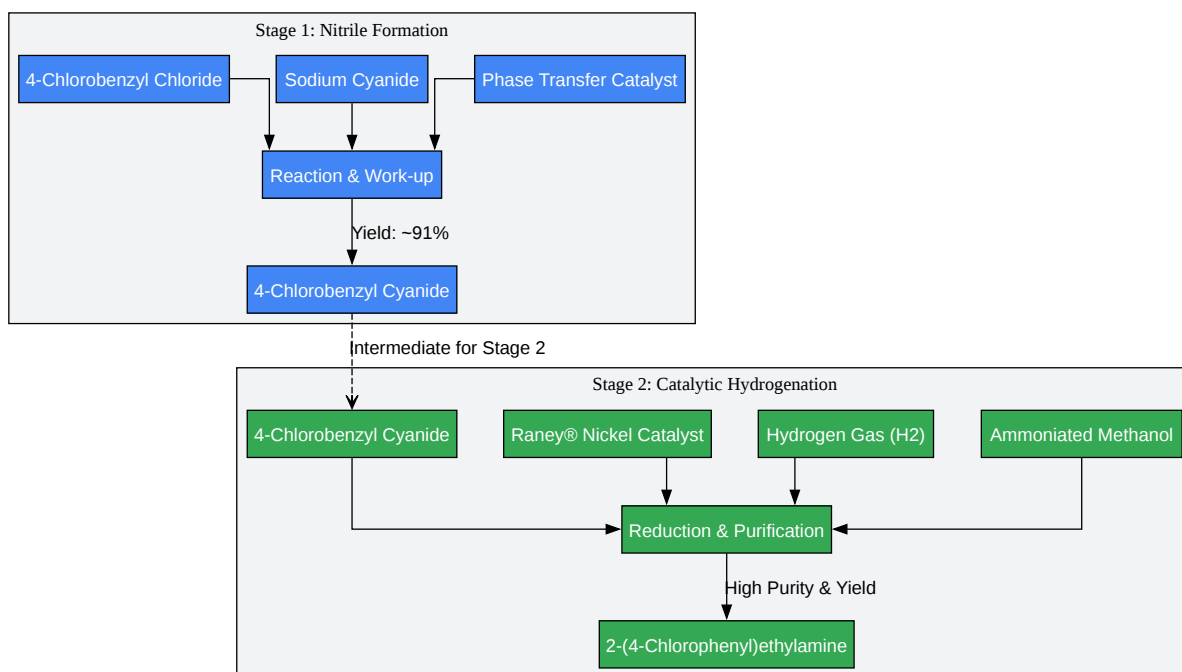 Stage 1: Nitrile Formation
4-Chlorobenzyl Chloride
Sodium Cyanide
Phase Transfer Catalyst
Reaction & Work-up
Yield: ~91%
4-Chlorobenzyl Cyanide
Intermediate for Stage 2
Stage 2: Catalytic Hydrogenation
4-Chlorobenzyl Cyanide
Raney® Nickel Catalyst
Hydrogen Gas (H2)
Ammoniated Methanol
Reduction & Purification
High Purity & Yield
2-(4-Chlorophenyl)ethylamine